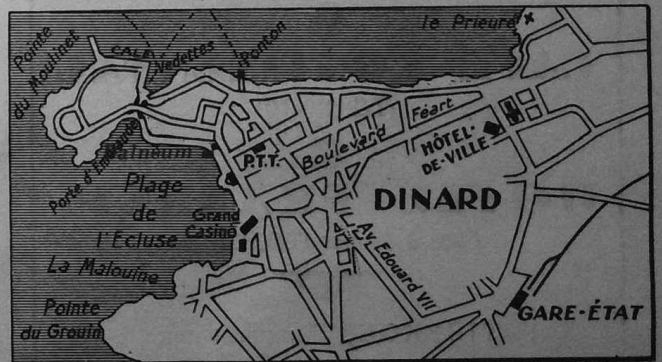 le Prieuré
Pointe
du Moulinet
CALE
Vedettes
Ponton
Porte d'Emeraude
Balneum
P.T.T.
Boulevard Féart
HÔTEL-
DE-VILLE
Plage
de
l'Ecluse
Grand
Casino
DINARD
Av. Edouard VII
La Malouine
Pointe
du Grouin
GARE-ÉTAT